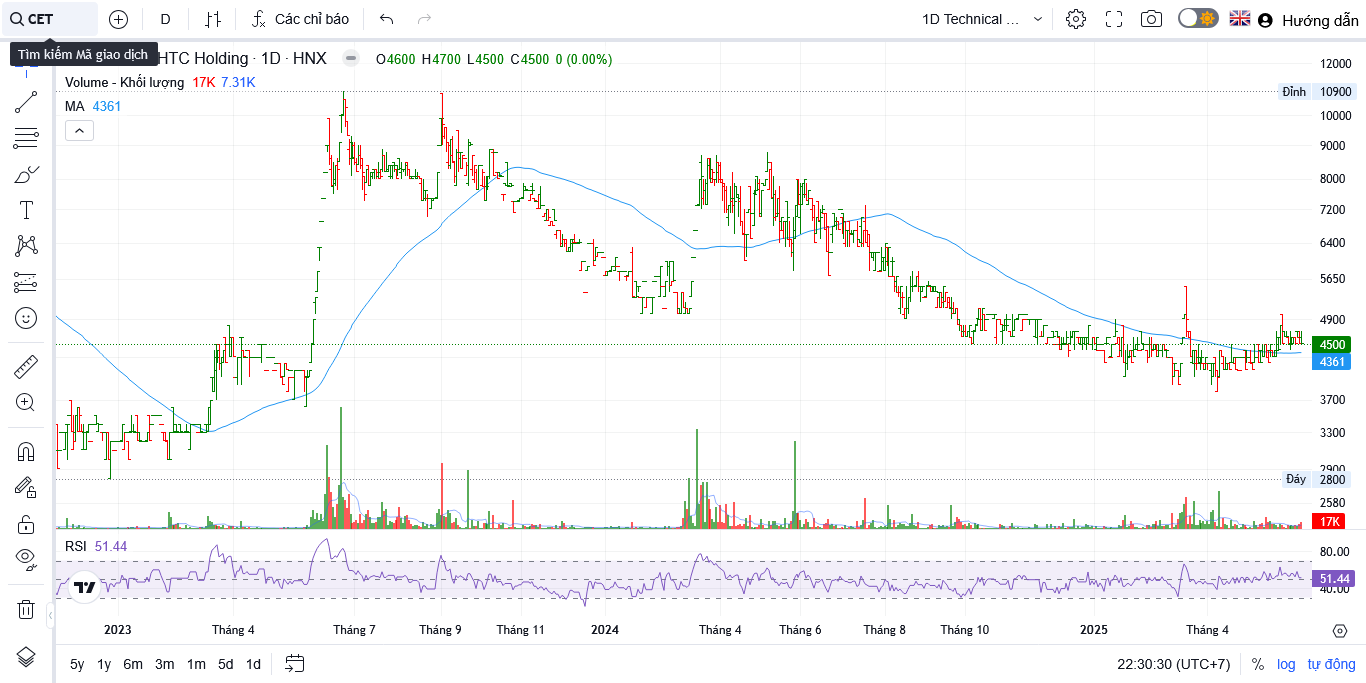 CET
D
Các chỉ báo
1D Technical ...
Hướng dẫn
Tìm kiếm Mã giao dịch
HTC Holding · 1D · HNX
O4600 H4700 L4500 C4500 0 (0.00%)
Volume - Khối lượng 17K 7.31K
MA 4361
12000
Đỉnh 10900
10000
9000
8000
7200
6400
5650
4900
4500
4361
3700
3300
2900
Đáy 2800
2580
17K
RSI 51.44
80.00
51.44
40.00
2023 Tháng 4 Tháng 7 Tháng 9 Tháng 11 2024 Tháng 4 Tháng 6 Tháng 8 Tháng 10 2025 Tháng 4
5y 1y 6m 3m 1m 5d 1d
22:30:30 (UTC+7) % log tự động